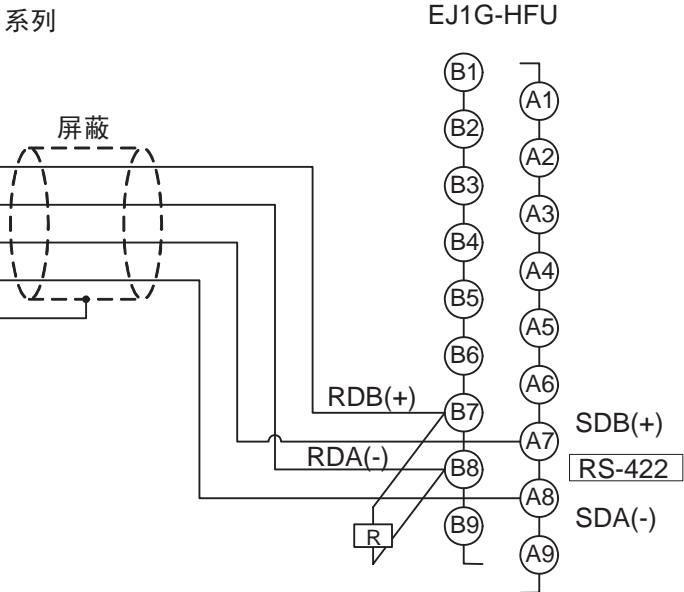 系列
EJ1G-HFU
屏蔽
B1
A1
B2
A2
B3
A3
B4
A4
B5
A5
B6
A6
RDB(+)
B7
SDB(+)
A7
RDA(-)
B8
RS-422
A8
SDA(-)
B9
R
A9